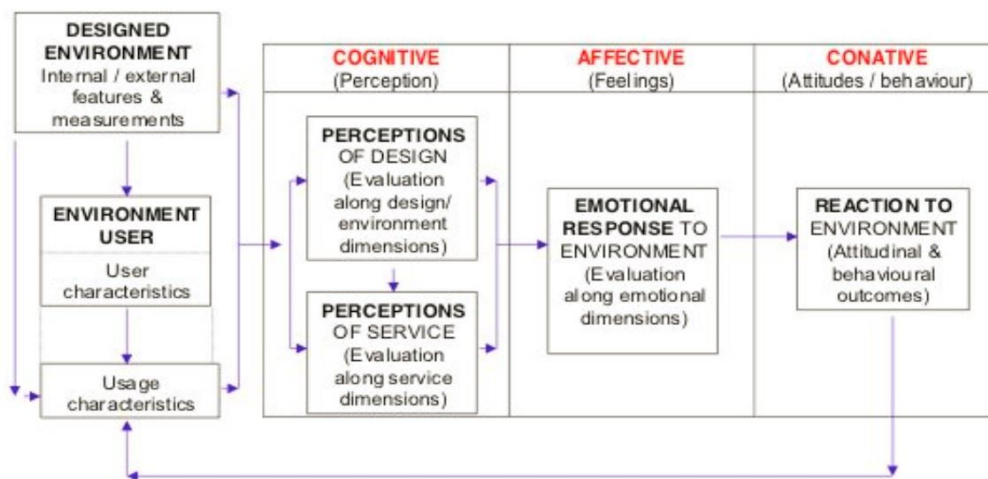 DESIGNED
ENVIRONMENT
Internal / external
features &
measurements
ENVIRONMENT
USER
User
characteristics
Usage
characteristics
COGNITIVE
(Perception)
PERCEPTIONS
OF DESIGN
(Evaluation
along design/
environment
dimensions)
PERCEPTIONS
OF SERVICE
(Evaluation
along service
dimensions)
AFFECTIVE
(Feelings)
EMOTIONAL
RESPONSE TO
ENVIRONMENT
(Evaluation
along emotional
dimensions)
CONATIVE
(Attitudes / behaviour)
REACTION TO
ENVIRONMENT
(Attitudinal &
behavioural
outcomes)